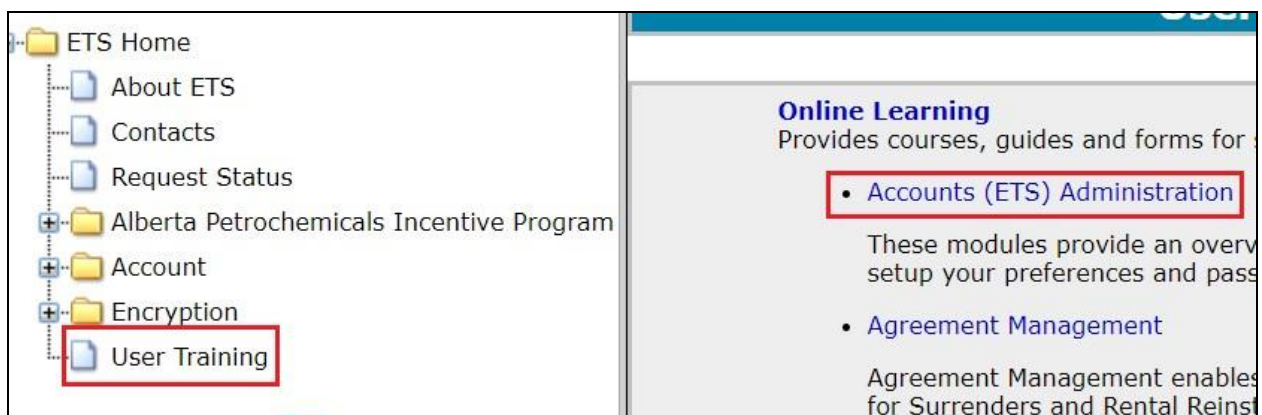 ETS Home
About ETS
Contacts
Request Status
Alberta Petrochemicals Incentive Program
Account
Encryption
User Training
User
Online Learning
Provides courses, guides and forms for
• Accounts (ETS) Administration
These modules provide an overv
setup your preferences and pass
• Agreement Management
Agreement Management enables
for Surrenders and Rental Reinst